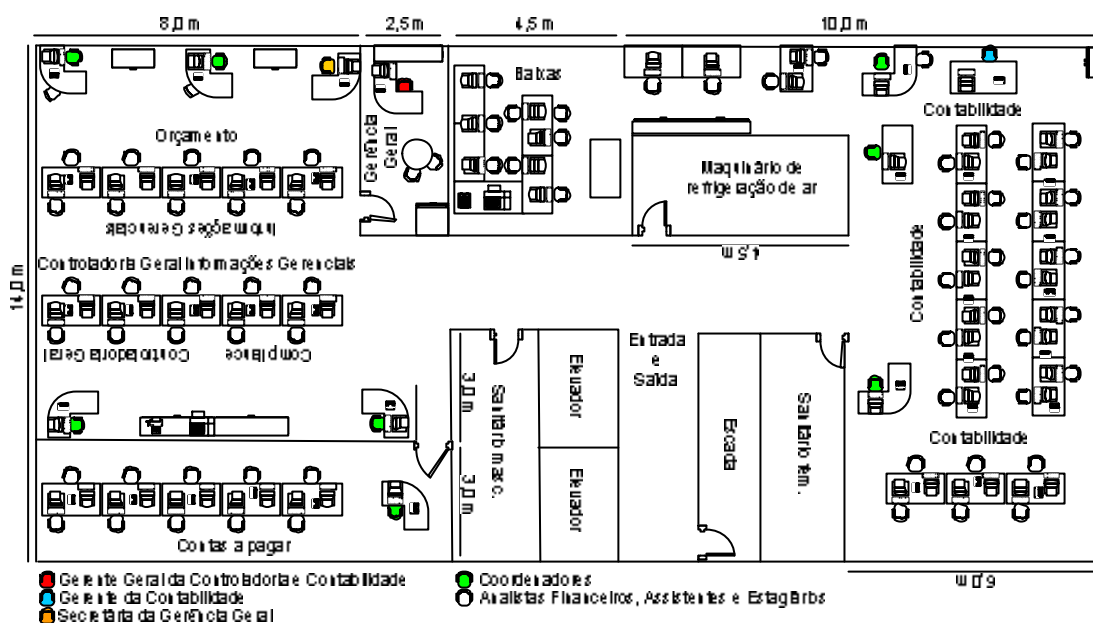 8,0 m
2,5 m
4,5 m
10,0 m
Baixas
Contabilidade
Orçamento
Gerência
Geral
Maquinário de
refrigeração de ar
Informações Gerenciais
4,5 m
Controladoria Geral Informações Gerenciais
14,0 m
Contabilidade
Controladoria Geral
Compliance
Entrada
e
Saída
Elevador
3,0 m
Sanitário masc.
Sanitário fem.
Escada
Contabilidade
3,0 m
Elevador
Contas a pagar
6,0 m
Gerente Geral da Controladoria e Contabilidade
Coordenadores
Gerente da Contabilidade
Analistas Financeiros, Assistentes e Estagiários
Secretária da Gerência Geral